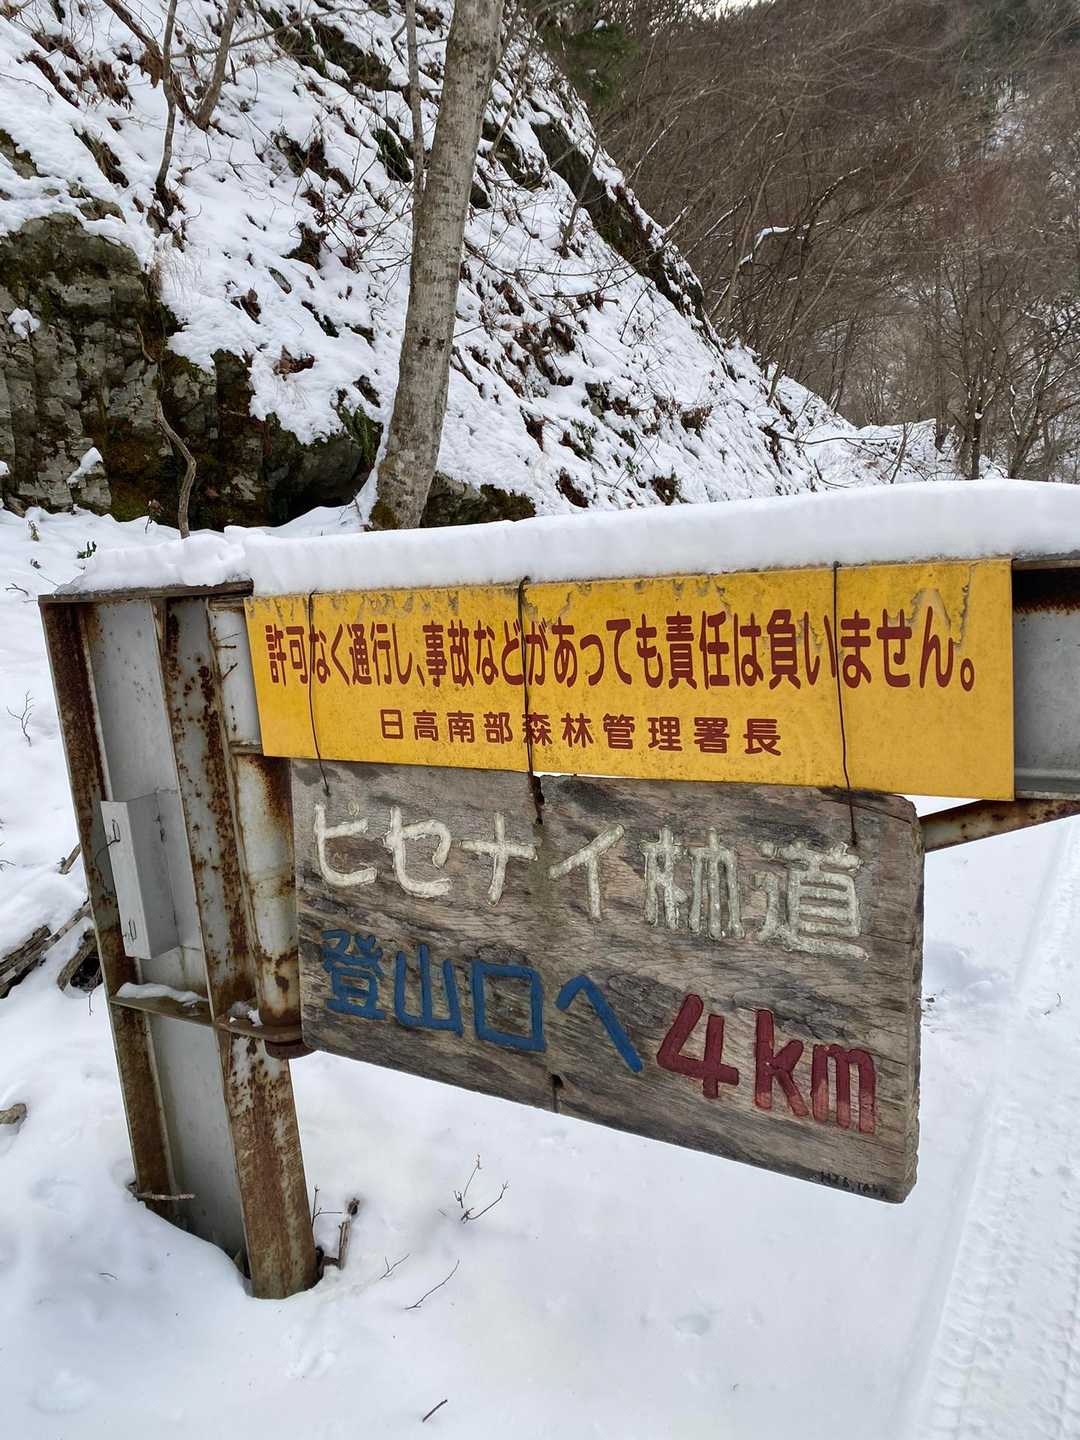 許可なく通行し、事故などがあっても責任は負いません。
日高南部森林管理署長
ピセナイ林道
登山口へ 4km